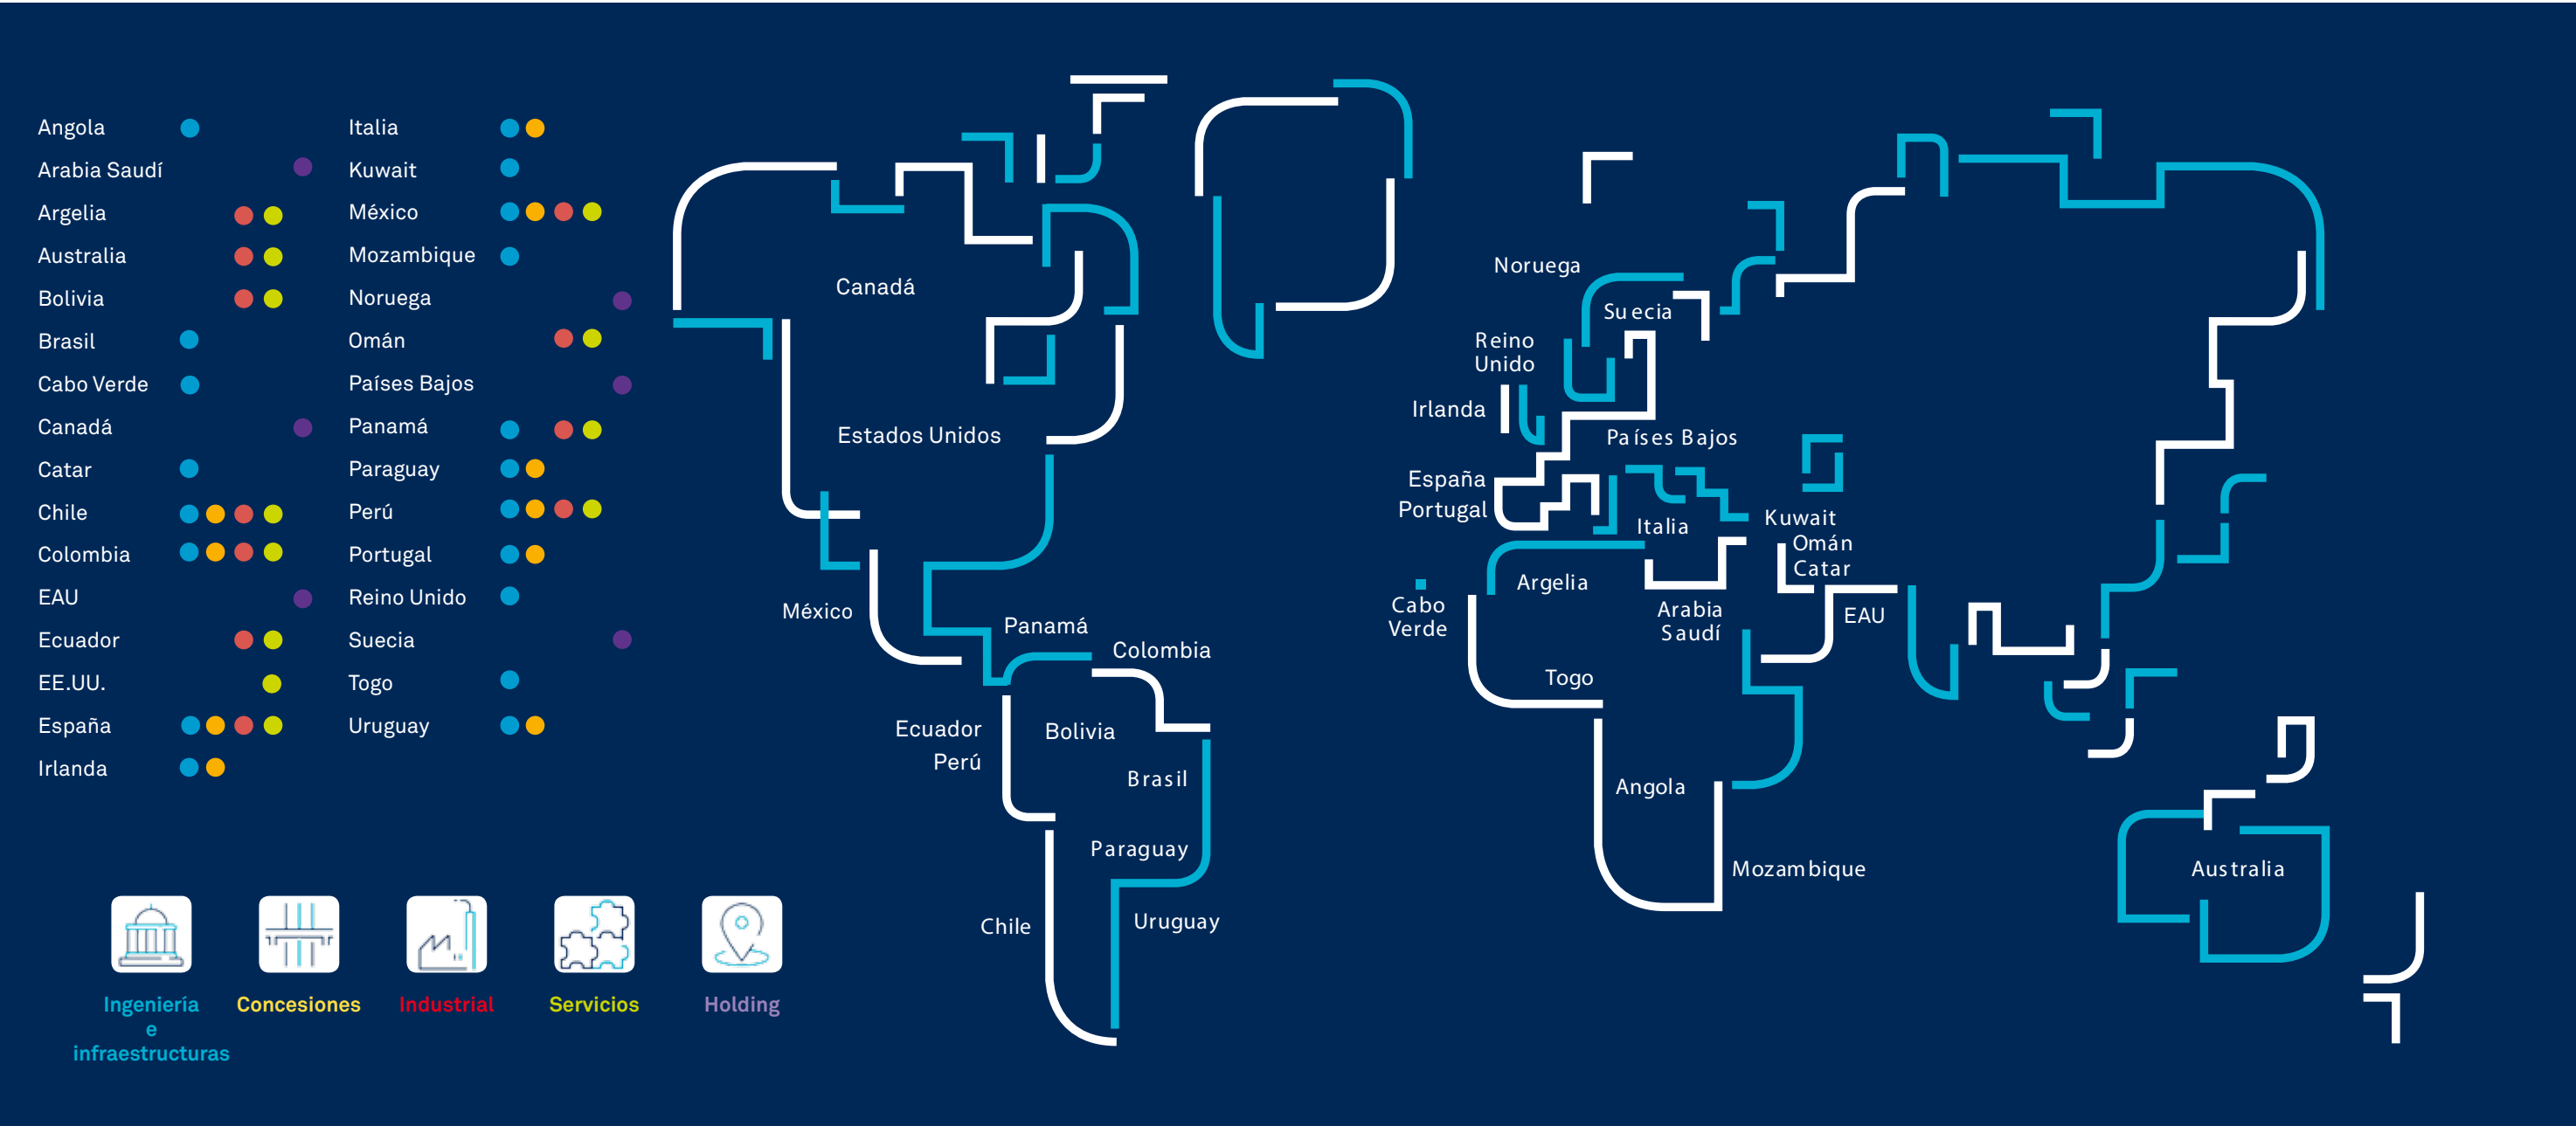 Angola
Arabia Saudí
Argelia
Australia
Bolivia
Brasil
Cabo Verde
Canadá
Catar
Chile
Colombia
EAU
Ecuador
EE.UU.
España
Irlanda
Italia
Kuwait
México
Mozambique
Noruega
Omán
Países Bajos
Panamá
Paraguay
Perú
Portugal
Reino Unido
Suecia
Togo
Uruguay
Canadá
Estados Unidos
México
Panamá
Colombia
Ecuador
Perú
Bolivia
Brasil
Paraguay
Chile
Uruguay
Noruega
Suecia
Reino
Unido
Irlanda
Países Bajos
España
Portugal
Italia
Kuwait
Omán
Catar
Argelia
Cabo
Verde
Arabia
Saudí
EAU
Togo
Angola
Mozambique
Australia
Ingeniería
e
infraestructuras
Concesiones
Industrial
Servicios
Holding